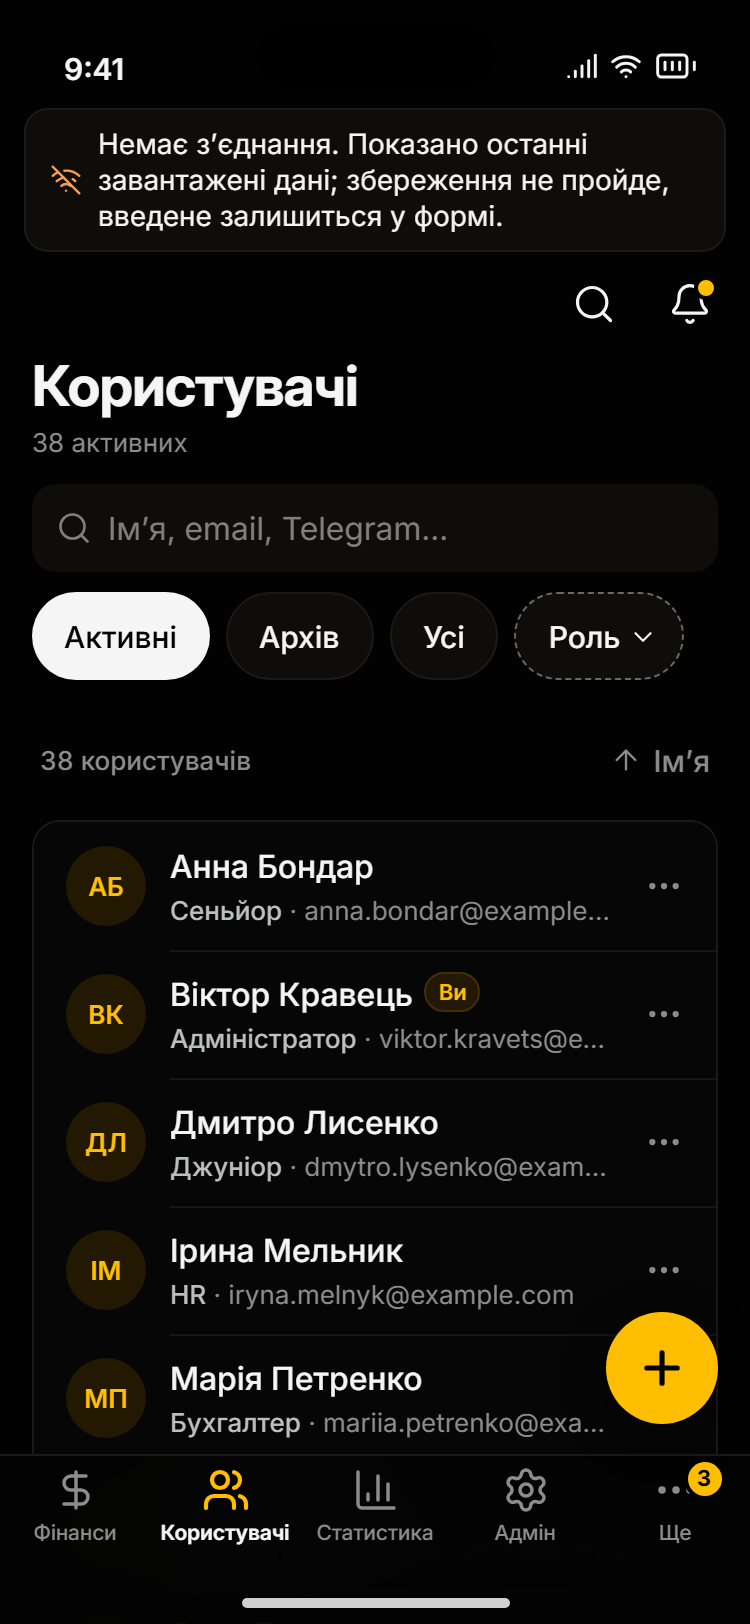 9:41
Немає з’єднання. Показано останні
завантажені дані; збереження не пройде,
введене залишиться у формі.
Користувачі
38 активних
Ім’я, email, Telegram...
Активні
Архів
Усі
Роль
38 користувачів
Ім’я
АБ
Анна Бондар
Сеньйор · anna.bondar@example...
ВК
Віктор Кравець
Ви
Адміністратор · viktor.kravets@e...
ДЛ
Дмитро Лисенко
Джуніор · dmytro.lysenko@exam...
ІМ
Ірина Мельник
HR · iryna.melnyk@example.com
МП
Марія Петренко
Бухгалтер · mariia.petrenko@exa...
3
Фінанси
Користувачі
Статистика
Адмін
Ще